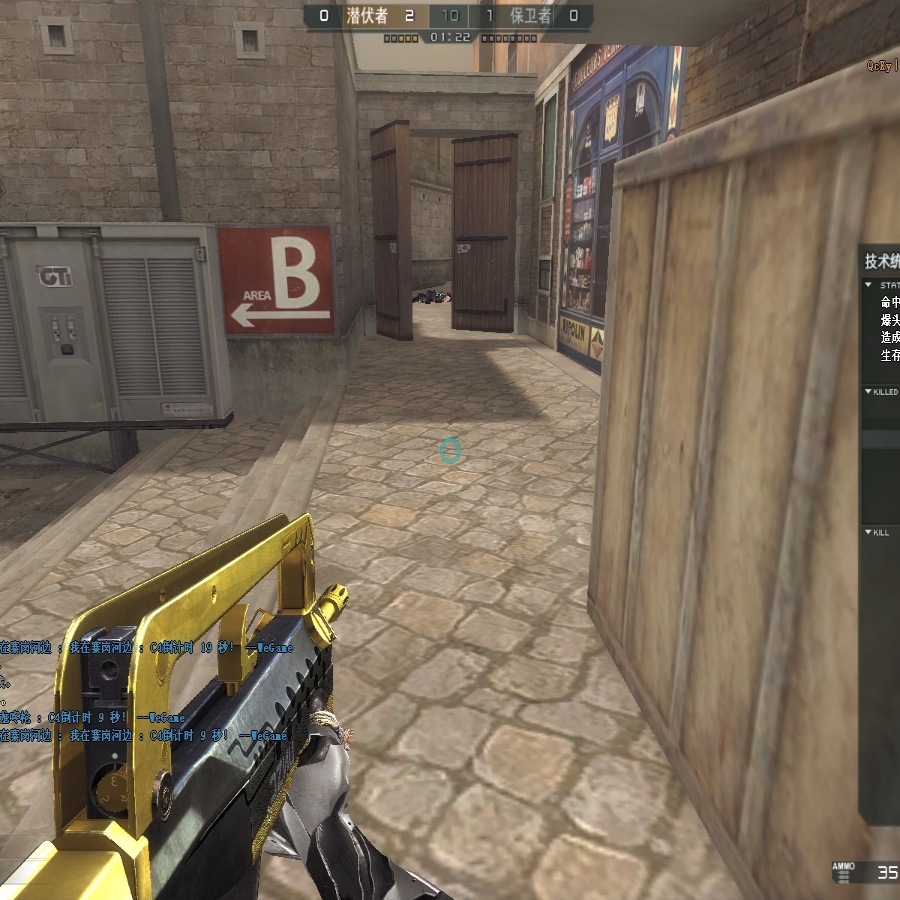 0 潜伏者 2 10 1 保卫者 0
01:22
QcXy
B
AREA
GT
技术统
STAT
命中
爆头
造成
生存
KILLED
KILL
在寨岗河边 : 我在寨岗河边 : C4倒计时 19 秒! --WeGame
C4倒计时 9 秒! --WeGame
在寨岗河边 : 我在寨岗河边 : C4倒计时 9 秒! --WeGame
AMMO 35